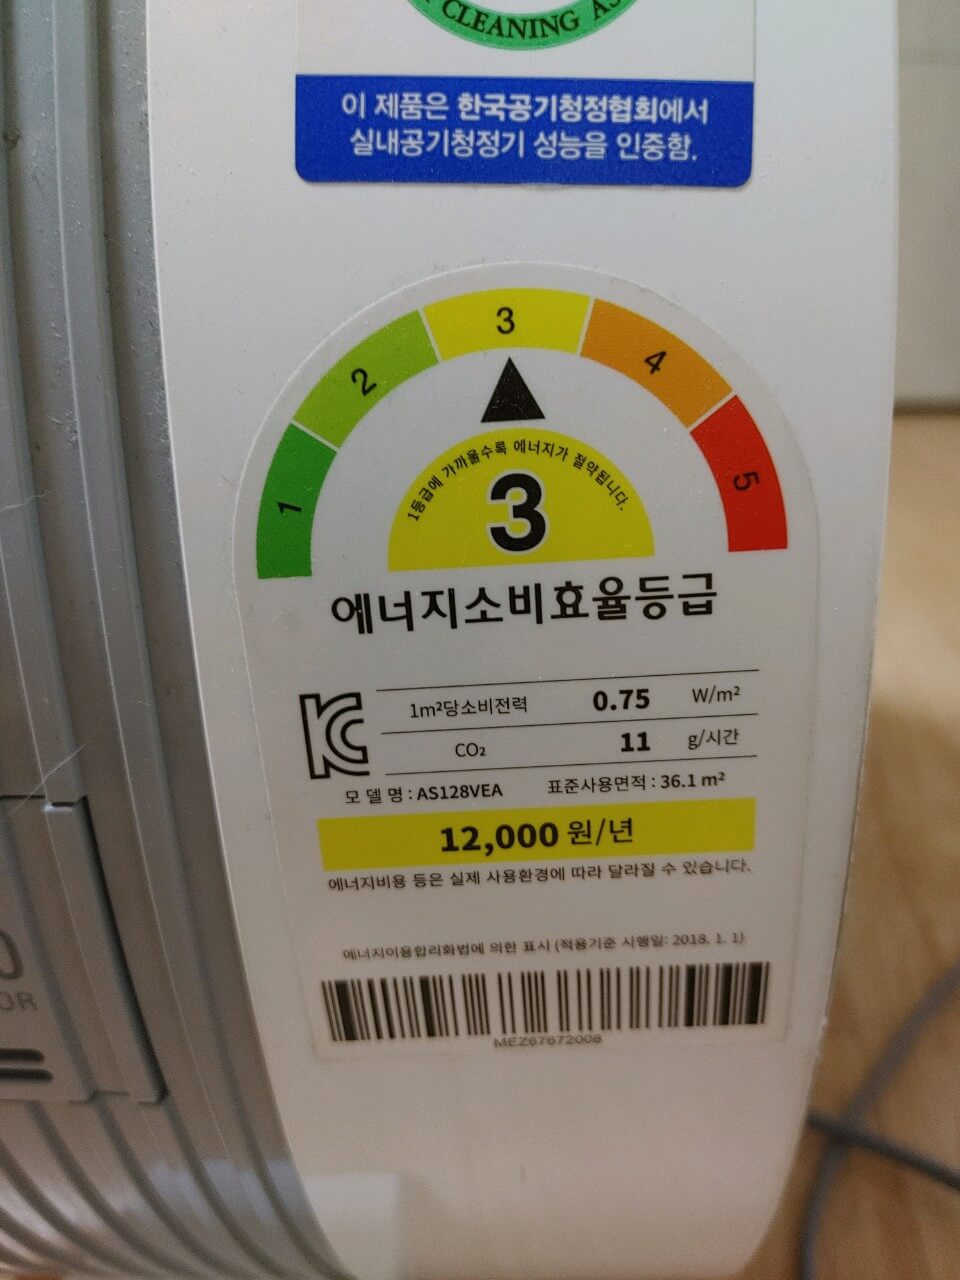 CLEANING AS
이 제품은 한국공기청정협회에서
실내공기청정기 성능을 인증함.
1
2
3
4
5
1등급에 가까울수록 에너지가 절약됩니다.
3
에너지소비효율등급
1m²당소비전력 0.75 W/m²
CO₂ 11 g/시간
모 델 명 : AS128VEA 표준사용면적 : 36.1 m²
12,000 원/년
에너지비용 등은 실제 사용환경에 따라 달라질 수 있습니다.
에너지이용합리화법에 의한 표시 (적용기준 시행일: 2018. 1. 1)
MEZ67672008